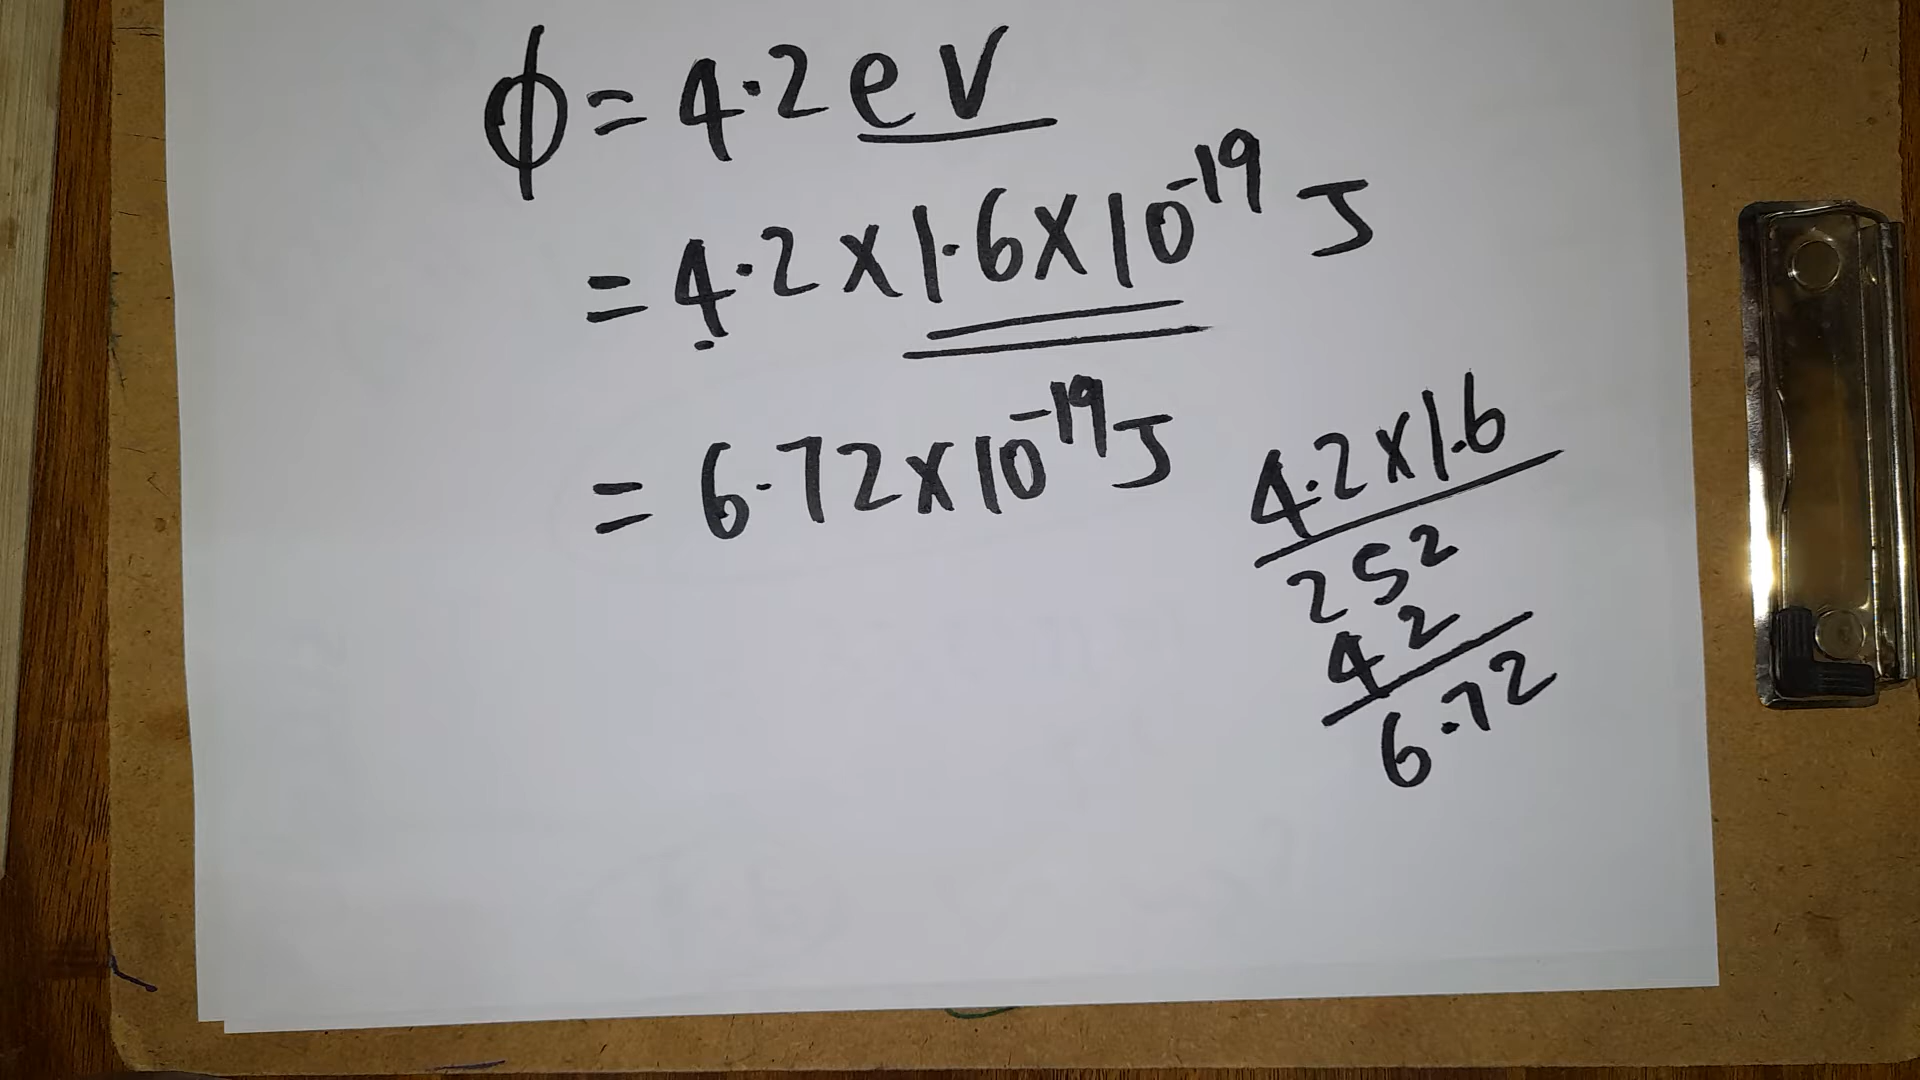 ϕ = 4.2 eV
= 4.2 × 1.6 × 10⁻¹⁹ J
= 6.72 × 10⁻¹⁹ J
4.2 × 1.6
252
42
6.72